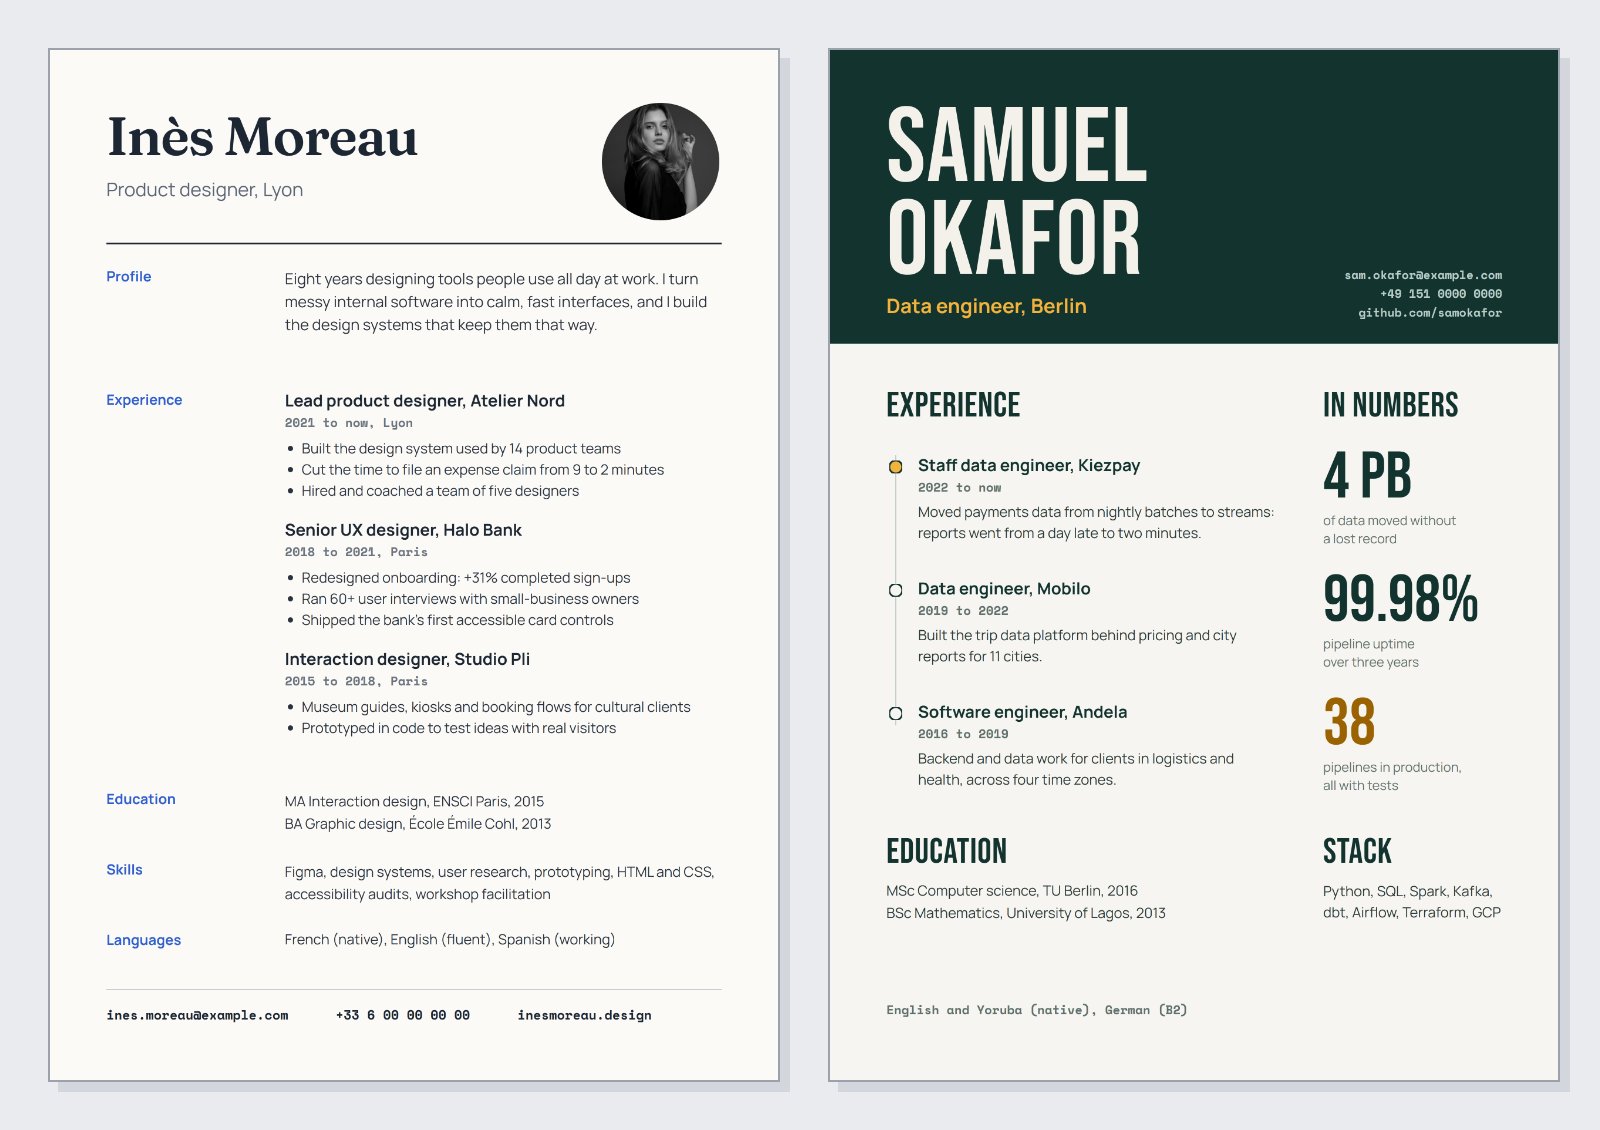 Inès Moreau
Product designer, Lyon
Profile
Eight years designing tools people use all day at work. I turn
messy internal software into calm, fast interfaces, and I build
the design systems that keep them that way.
Experience
Lead product designer, Atelier Nord
2021 to now, Lyon
• Built the design system used by 14 product teams
• Cut the time to file an expense claim from 9 to 2 minutes
• Hired and coached a team of five designers
Senior UX designer, Halo Bank
2018 to 2021, Paris
• Redesigned onboarding: +31% completed sign-ups
• Ran 60+ user interviews with small-business owners
• Shipped the bank's first accessible card controls
Interaction designer, Studio Pli
2015 to 2018, Paris
• Museum guides, kiosks and booking flows for cultural clients
• Prototyped in code to test ideas with real visitors
Education
MA Interaction design, ENSCI Paris, 2015
BA Graphic design, École Émile Cohl, 2013
Skills
Figma, design systems, user research, prototyping, HTML and CSS,
accessibility audits, workshop facilitation
Languages
French (native), English (fluent), Spanish (working)
ines.moreau@example.com
+33 6 00 00 00 00
inesmoreau.design
SAMUEL
OKAFOR
Data engineer, Berlin
sam.okafor@example.com
+49 151 0000 0000
github.com/samokafor
EXPERIENCE
Staff data engineer, Kiezpay
2022 to now
Moved payments data from nightly batches to streams:
reports went from a day late to two minutes.
Data engineer, Mobilo
2019 to 2022
Built the trip data platform behind pricing and city
reports for 11 cities.
Software engineer, Andela
2016 to 2019
Backend and data work for clients in logistics and
health, across four time zones.
IN NUMBERS
4 PB
of data moved without
a lost record
99.98%
pipeline uptime
over three years
38
pipelines in production,
all with tests
EDUCATION
MSc Computer science, TU Berlin, 2016
BSc Mathematics, University of Lagos, 2013
STACK
Python, SQL, Spark, Kafka,
dbt, Airflow, Terraform, GCP
English and Yoruba (native), German (B2)